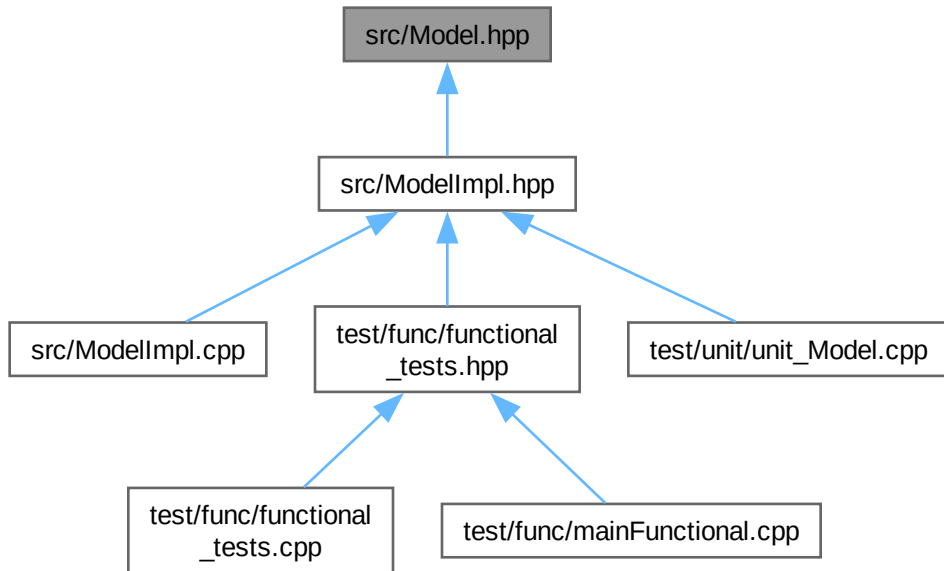 src/Model.hpp
src/ModelImpl.hpp
src/ModelImpl.cpp
test/func/functional
_tests.hpp
test/unit/unit_Model.cpp
test/func/functional
_tests.cpp
test/func/mainFunctional.cpp